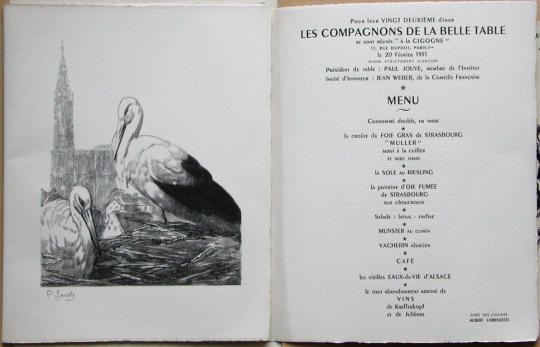 Pour leur VINGT DEUXIÈME dîner
LES COMPAGNONS DE LA BELLE TABLE
se sont réunis "à la CIGOGNE"
17, RUE DUPHOT, PARIS
le 20 Février 1951
DINER STRICTEMENT ALSACIEN
Président de table : PAUL JOUVE, membre de l'Institut
Invité d'honneur : JEAN WEBER, de la Comédie Française
MENU
Consommé double, en tasse
la croûte de FOIE GRAS de STRASBOURG
"MULLER"
servi à la cuiller
et avec toast
la SOLE au RIESLING
la poitrine d'OIE FUMÉE
de STRASBOURG
sur choucroute
Salade : laitue - endive
MUNSTER au cumin
VACHERIN alsacien
CAFÉ
les vieilles EAUX-de-VIE d'ALSACE
le tout abondamment arrosé de
VINS
de Kaefferkopf
et de Juliénas
CHEF DES CUISINES
ALBERT LORENZETTI